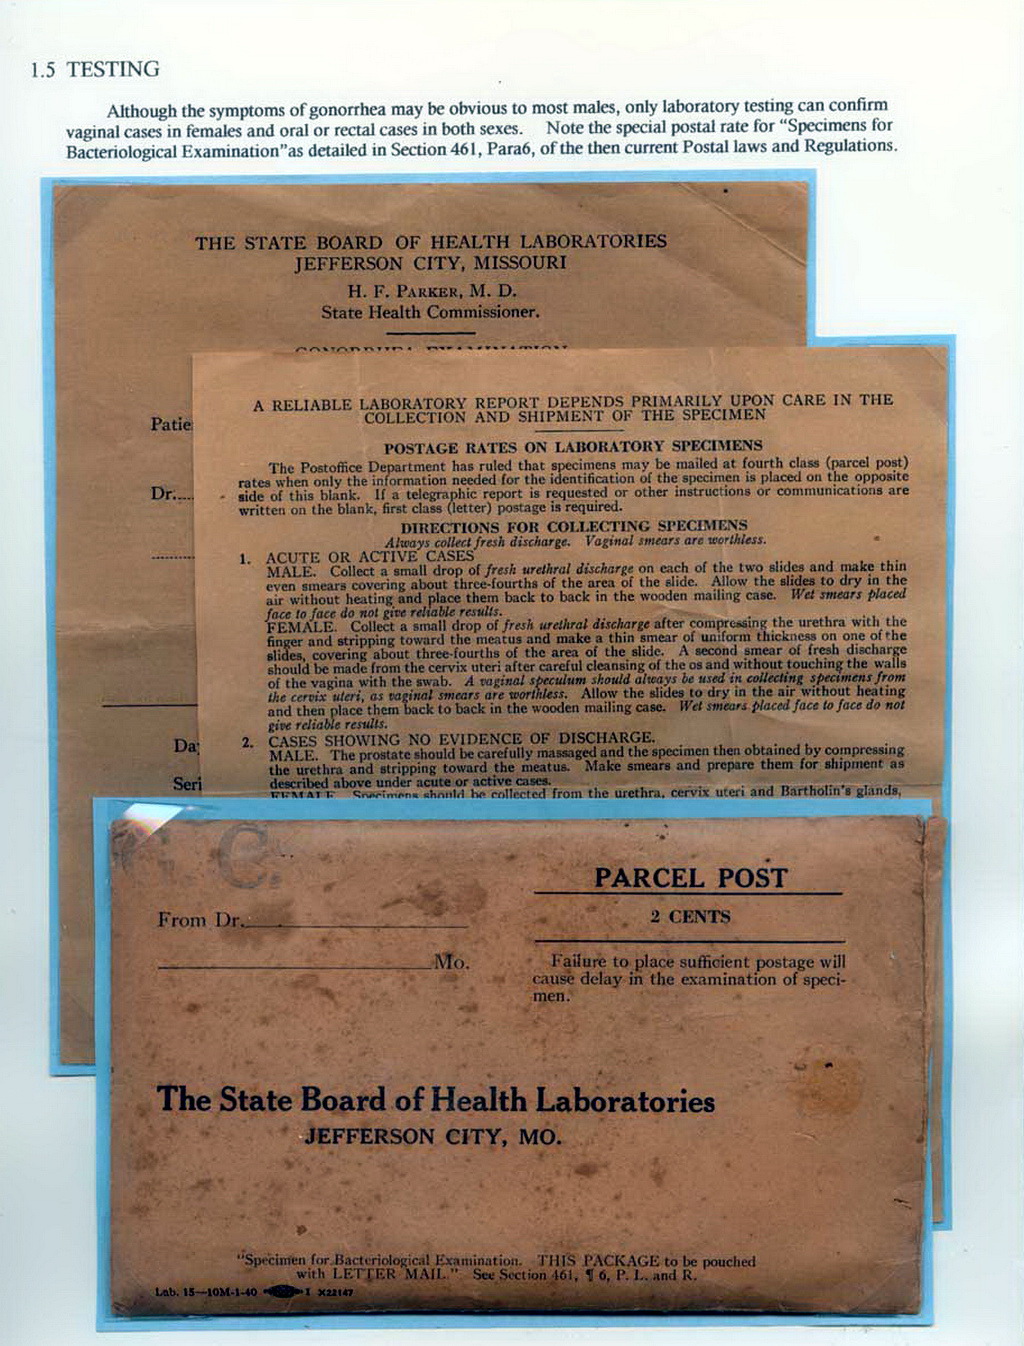 1.5 TESTING
Although the symptoms of gonorrhea may be obvious to most males, only laboratory testing can confirm
vaginal cases in females and oral or rectal cases in both sexes. Note the special postal rate for "Specimens for
Bacteriological Examination"as detailed in Section 461, Para6, of the then current Postal laws and Regulations.
THE STATE BOARD OF HEALTH LABORATORIES
JEFFERSON CITY, MISSOURI
H. F. PARKER, M. D.
State Health Commissioner.
GONORRHEA EXAMINATION
Patie
Dr.....
Da
Seri
A RELIABLE LABORATORY REPORT DEPENDS PRIMARILY UPON CARE IN THE
COLLECTION AND SHIPMENT OF THE SPECIMEN
POSTAGE RATES ON LABORATORY SPECIMENS
The Postoffice Department has ruled that specimens may be mailed at fourth class (parcel post)
rates when only the information needed for the identification of the specimen is placed on the opposite
side of this blank. If a telegraphic report is requested or other instructions or communications are
written on the blank, first class (letter) postage is required.
DIRECTIONS FOR COLLECTING SPECIMENS
Always collect fresh discharge. Vaginal smears are worthless.
1. ACUTE OR ACTIVE CASES
MALE. Collect a small drop of fresh urethral discharge on each of the two slides and make thin
even smears covering about three-fourths of the area of the slide. Allow the slides to dry in the
air without heating and place them back to back in the wooden mailing case. Wet smears placed
face to face do not give reliable results.
FEMALE. Collect a small drop of fresh urethral discharge after compressing the urethra with the
finger and stripping toward the meatus and make a thin smear of uniform thickness on one of the
slides, covering about three-fourths of the area of the slide. A second smear of fresh discharge
should be made from the cervix uteri after careful cleansing of the os and without touching the walls
of the vagina with the swab. A vaginal speculum should always be used in collecting specimens from
the cervix uteri, as vaginal smears are worthless. Allow the slides to dry in the air without heating
and then place them back to back in the wooden mailing case. Wet smears placed face to face do not
give reliable results.
2. CASES SHOWING NO EVIDENCE OF DISCHARGE.
MALE. The prostate should be carefully massaged and the specimen then obtained by compressing
the urethra and stripping toward the meatus. Make smears and prepare them for shipment as
described above under acute or active cases.
FEMALE. Specimens should be collected from the urethra, cervix uteri and Bartholin's glands,
G. C.
From Dr.
Mo.
PARCEL POST
2 CENTS
Failure to place sufficient postage will
cause delay in the examination of speci-
men.
The State Board of Health Laboratories
JEFFERSON CITY, MO.
"Specimen for Bacteriological Examination. THIS PACKAGE to be pouched
with LETTER MAIL." See Section 461, ¶ 6, P. L. and R.
Lab. 15—10M-1-40 I X22147